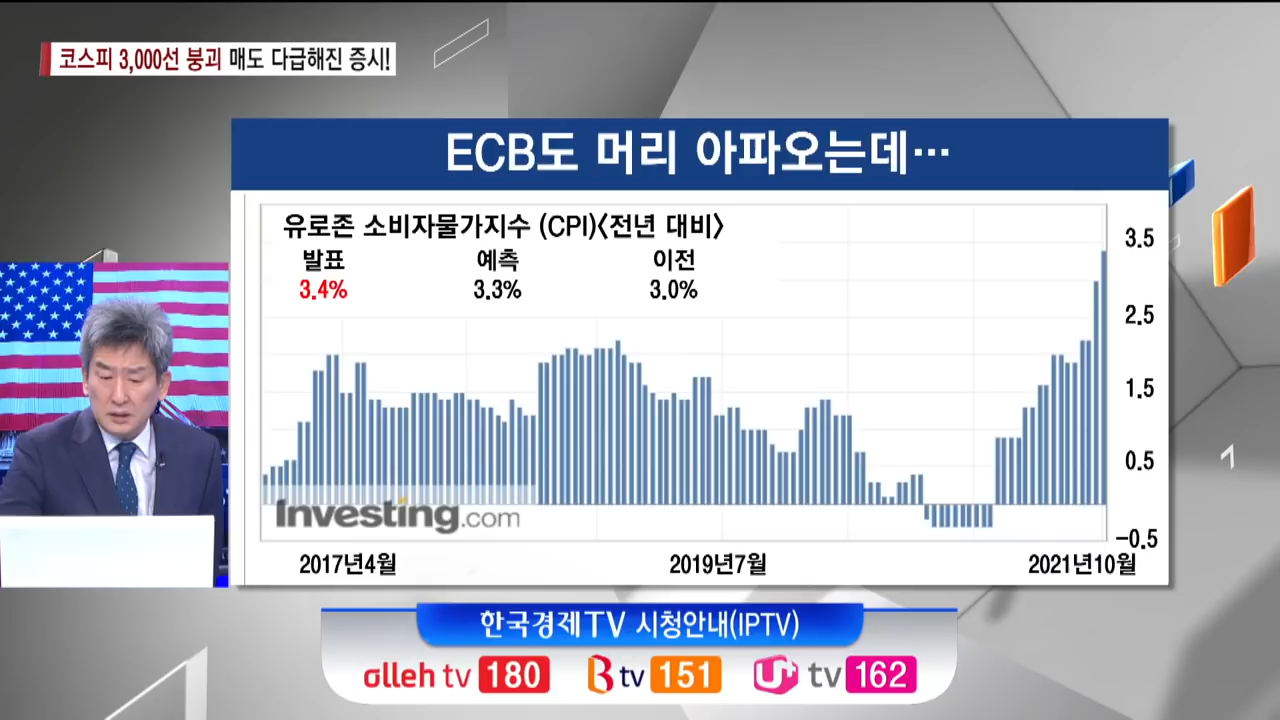 코스피 3,000선 붕괴 매도 다급해진 증시!
ECB도 머리 아파오는데…
유로존 소비자물가지수 (CPI)<전년 대비>
발표 예측 이전
3.4% 3.3% 3.0%
3.5
2.5
1.5
0.5
-0.5
Investing.com
2017년4월 2019년7월 2021년10월
한국경제TV 시청안내(IPTV)
olleh tv 180 B tv 151 U+ tv 162